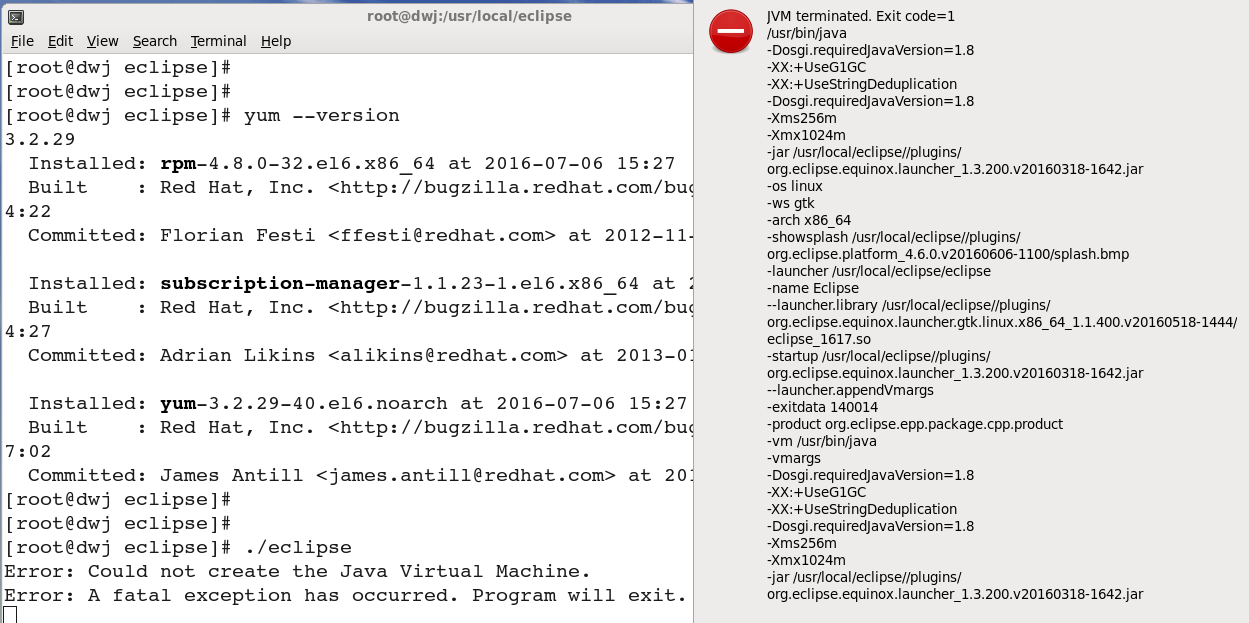 root@dwj:/usr/local/eclipse
File Edit View Search Terminal Help
[root@dwj eclipse]#
[root@dwj eclipse]#
[root@dwj eclipse]# yum --version
3.2.29
Installed: rpm-4.8.0-32.el6.x86_64 at 2016-07-06 15:27
Built : Red Hat, Inc. <http://bugzilla.redhat.com/bug
4:22
Committed: Florian Festi <ffesti@redhat.com> at 2012-11-
Installed: subscription-manager-1.1.23-1.el6.x86_64 at 2
Built : Red Hat, Inc. <http://bugzilla.redhat.com/bug
4:27
Committed: Adrian Likins <alikins@redhat.com> at 2013-01
Installed: yum-3.2.29-40.el6.noarch at 2016-07-06 15:27
Built : Red Hat, Inc. <http://bugzilla.redhat.com/bug
7:02
Committed: James Antill <james.antill@redhat.com> at 201
[root@dwj eclipse]#
[root@dwj eclipse]#
[root@dwj eclipse]# ./eclipse
Error: Could not create the Java Virtual Machine.
Error: A fatal exception has occurred. Program will exit.
JVM terminated. Exit code=1
/usr/bin/java
-Dosgi.requiredJavaVersion=1.8
-XX:+UseG1GC
-XX:+UseStringDeduplication
-Dosgi.requiredJavaVersion=1.8
-Xms256m
-Xmx1024m
-jar /usr/local/eclipse//plugins/
org.eclipse.equinox.launcher_1.3.200.v20160318-1642.jar
-os linux
-ws gtk
-arch x86_64
-showsplash /usr/local/eclipse//plugins/
org.eclipse.platform_4.6.0.v20160606-1100/splash.bmp
-launcher /usr/local/eclipse/eclipse
-name Eclipse
--launcher.library /usr/local/eclipse//plugins/
org.eclipse.equinox.launcher.gtk.linux.x86_64_1.1.400.v20160518-1444/
eclipse_1617.so
-startup /usr/local/eclipse//plugins/
org.eclipse.equinox.launcher_1.3.200.v20160318-1642.jar
--launcher.appendVmargs
-exitdata 140014
-product org.eclipse.epp.package.cpp.product
-vm /usr/bin/java
-vmargs
-Dosgi.requiredJavaVersion=1.8
-XX:+UseG1GC
-XX:+UseStringDeduplication
-Dosgi.requiredJavaVersion=1.8
-Xms256m
-Xmx1024m
-jar /usr/local/eclipse//plugins/
org.eclipse.equinox.launcher_1.3.200.v20160318-1642.jar